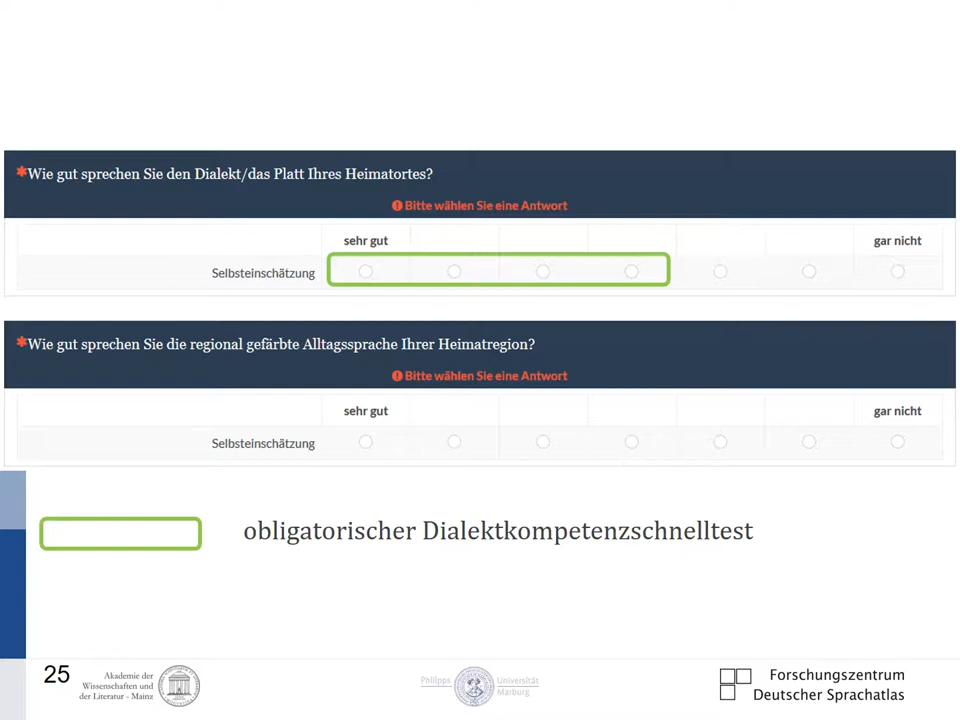 *Wie gut sprechen Sie den Dialekt/das Platt Ihres Heimatortes?
Bitte wählen Sie eine Antwort
sehr gut gar nicht
Selbsteinschätzung
*Wie gut sprechen Sie die regional gefärbte Alltagssprache Ihrer Heimatregion?
Bitte wählen Sie eine Antwort
sehr gut gar nicht
Selbsteinschätzung
obligatorischer Dialektkompetenzschnelltest
25
Akademie der
Wissenschaften und
der Literatur - Mainz
Philipps Universität
Marburg
Forschungszentrum
Deutscher Sprachatlas